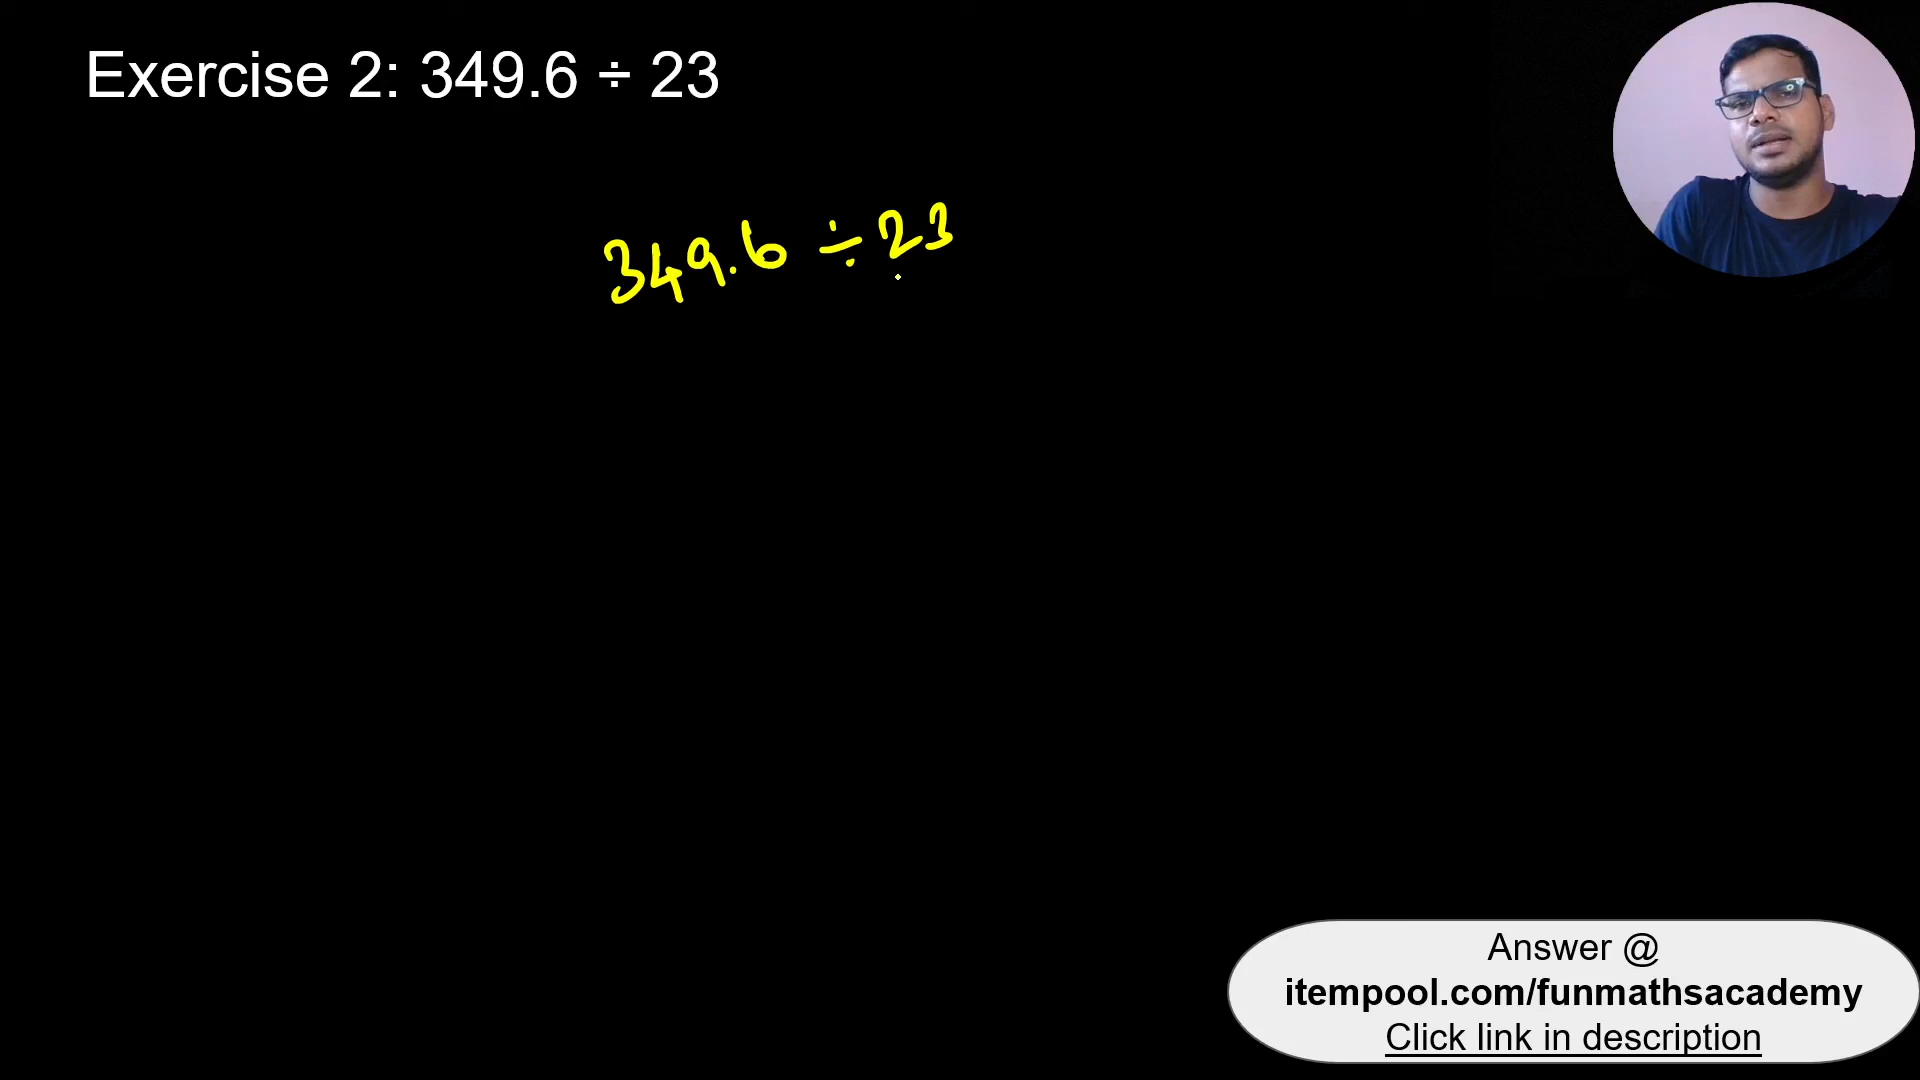 Exercise 2: 349.6 ÷ 23
349.6 ÷ 23
Answer @
itempool.com/funmathsacademy
Click link in description